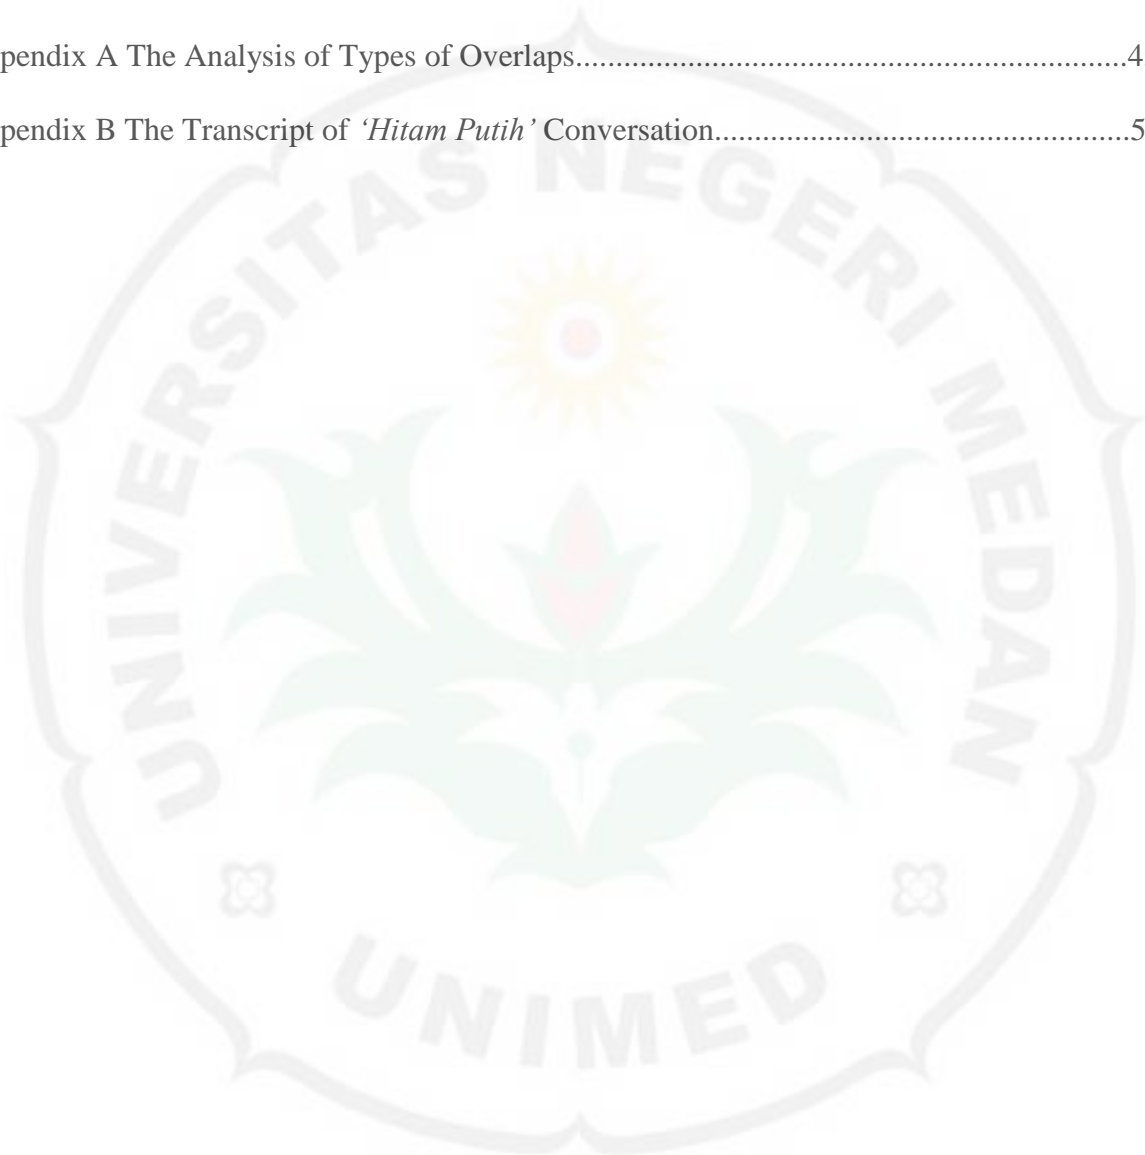 pendix A The Analysis of Types of Overlaps......................................................................4
pendix B The Transcript of ‘Hitam Putih’ Conversation....................................................5
UNIVERSITAS NEGERI MEDAN
UNIMED